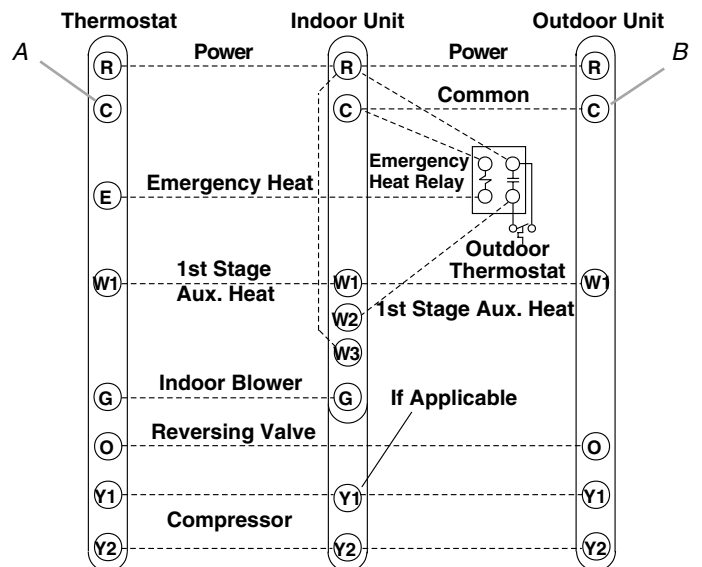 Thermostat Indoor Unit Outdoor Unit
A Power Power B
R R R
Common
C C C
Emergency
Heat Relay
Emergency Heat
E
Outdoor
Thermostat
1st Stage
Aux. Heat
W1 W1 W1
1st Stage Aux. Heat
W2
W3
Indoor Blower If Applicable
G G
Reversing Valve
O O
Y1 Y1 Y1
Compressor
Y2 Y2 Y2